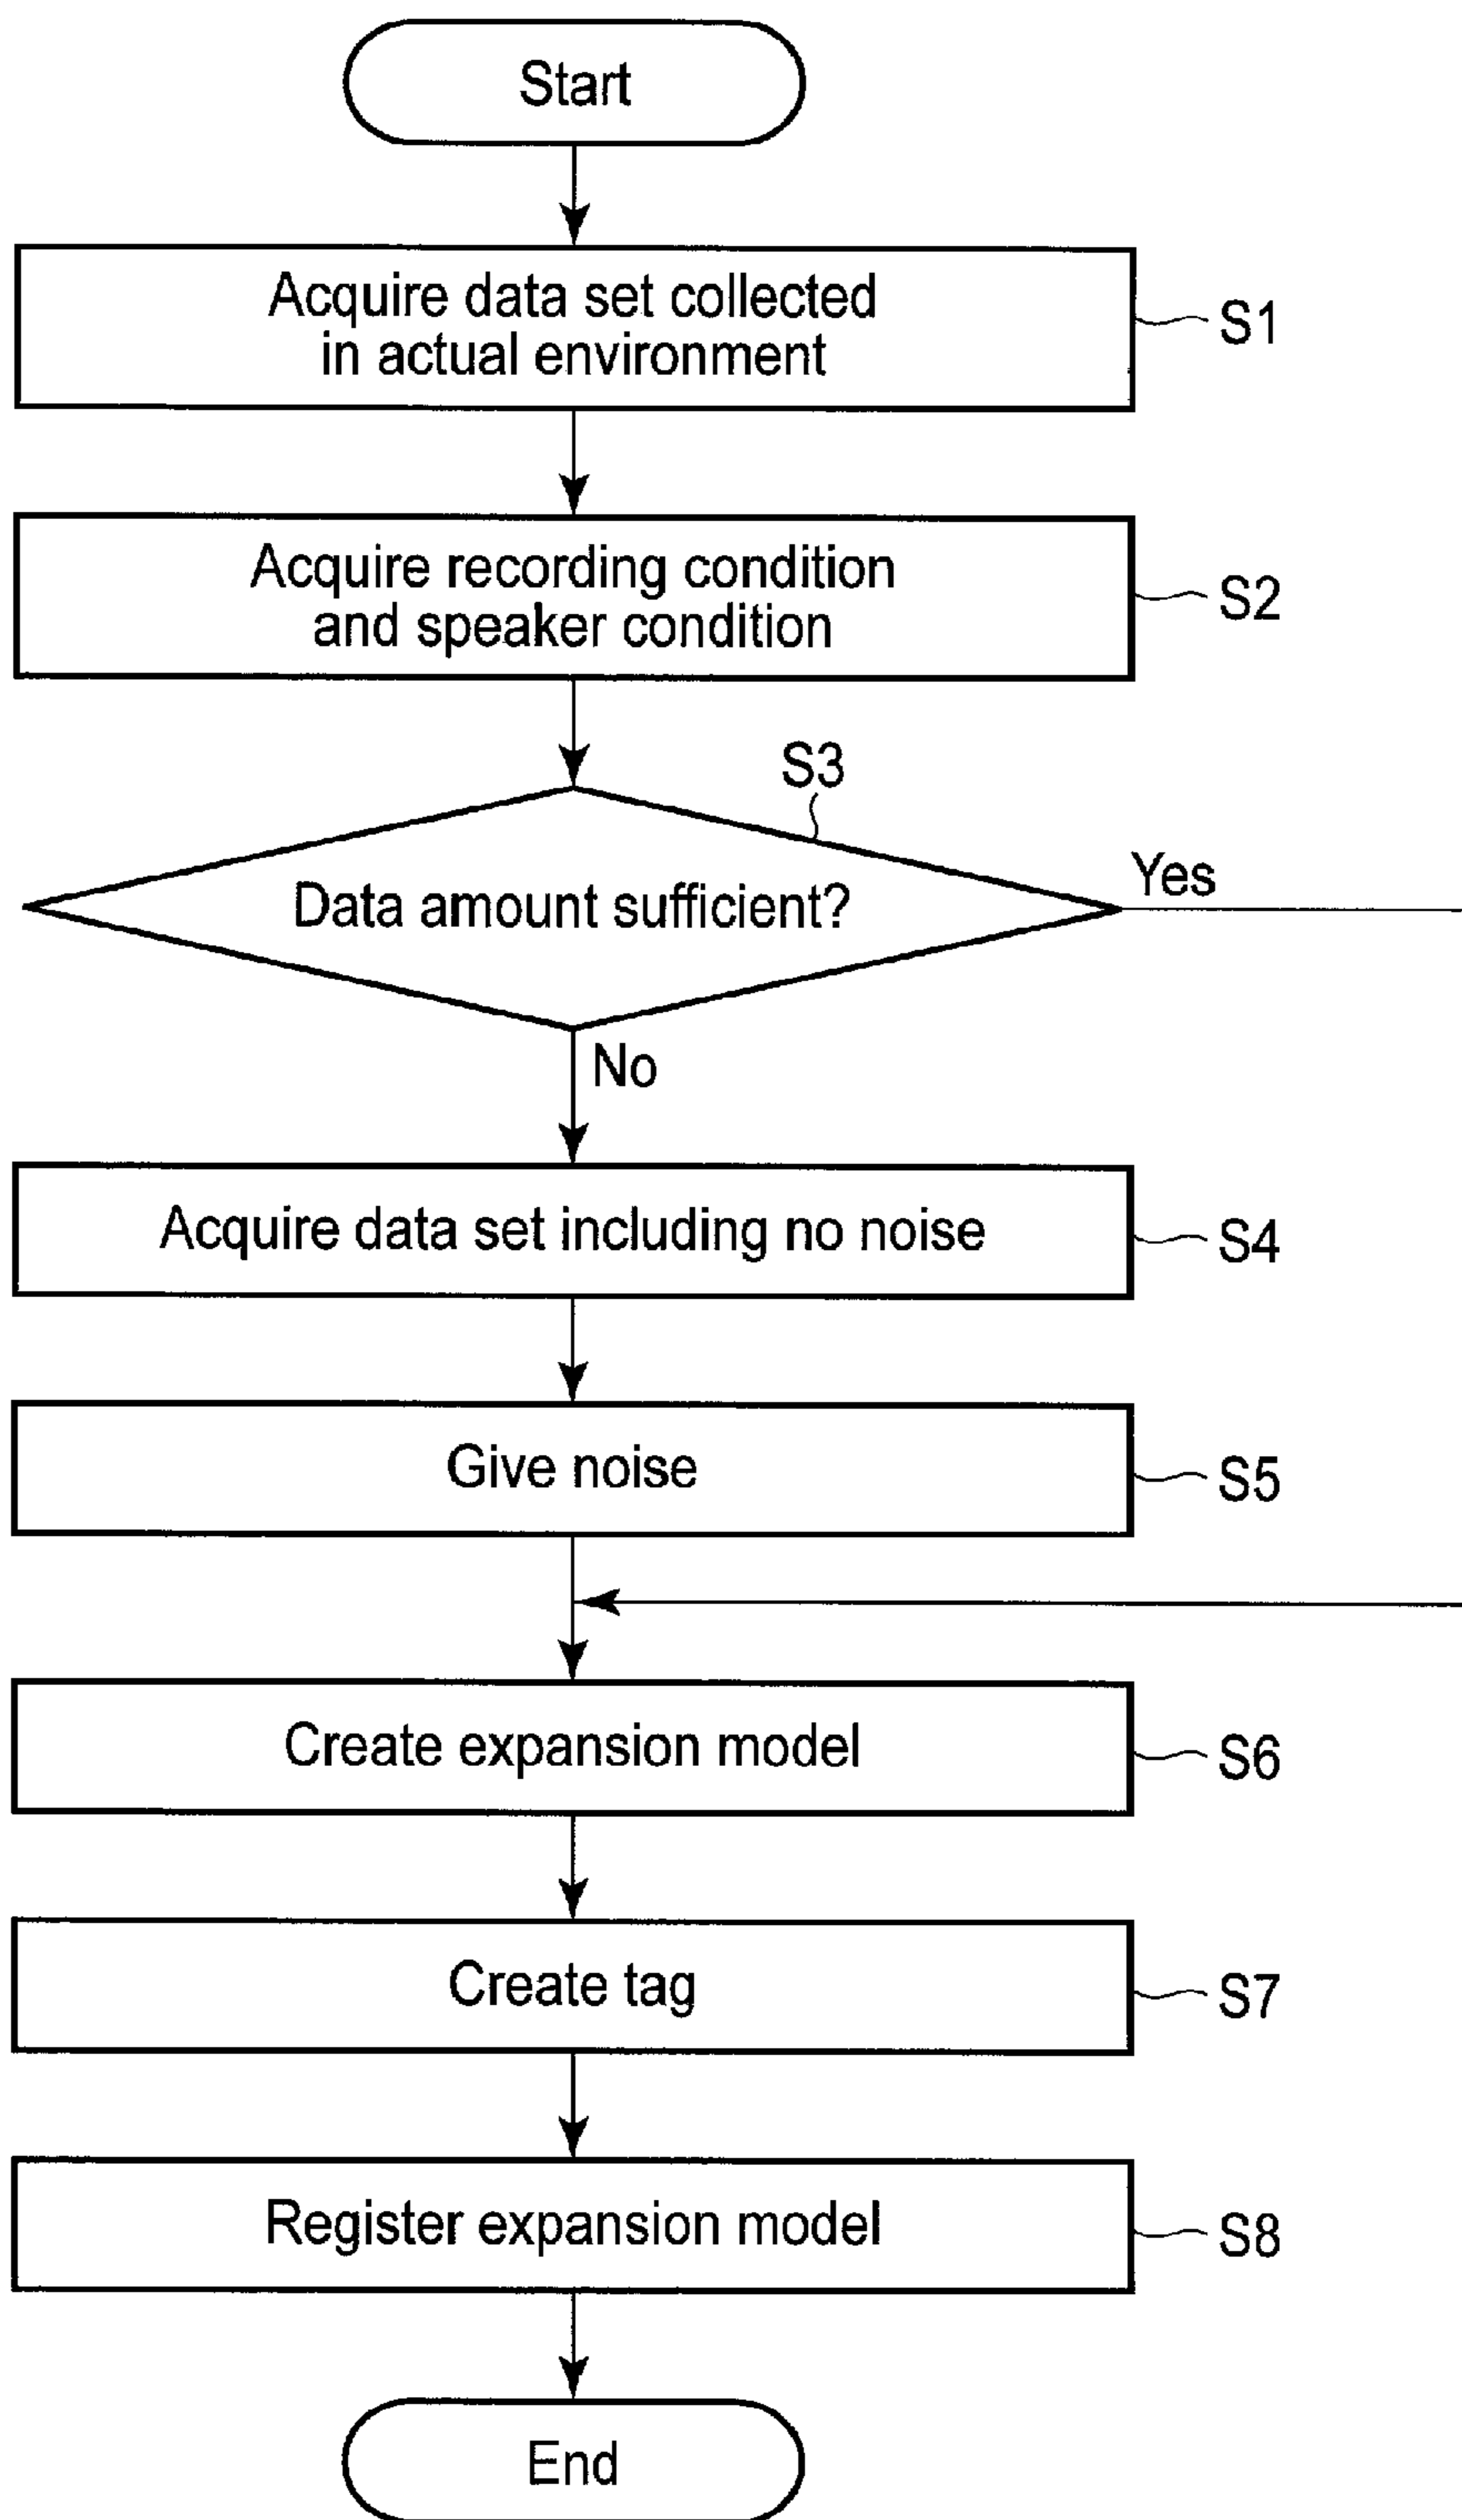 Start
Acquire data set collected
in actual environment
S1
Acquire recording condition
and speaker condition
S2
S3
Data amount sufficient?
Yes
No
Acquire data set including no noise
S4
Give noise
S5
Create expansion model
S6
Create tag
S7
Register expansion model
S8
End